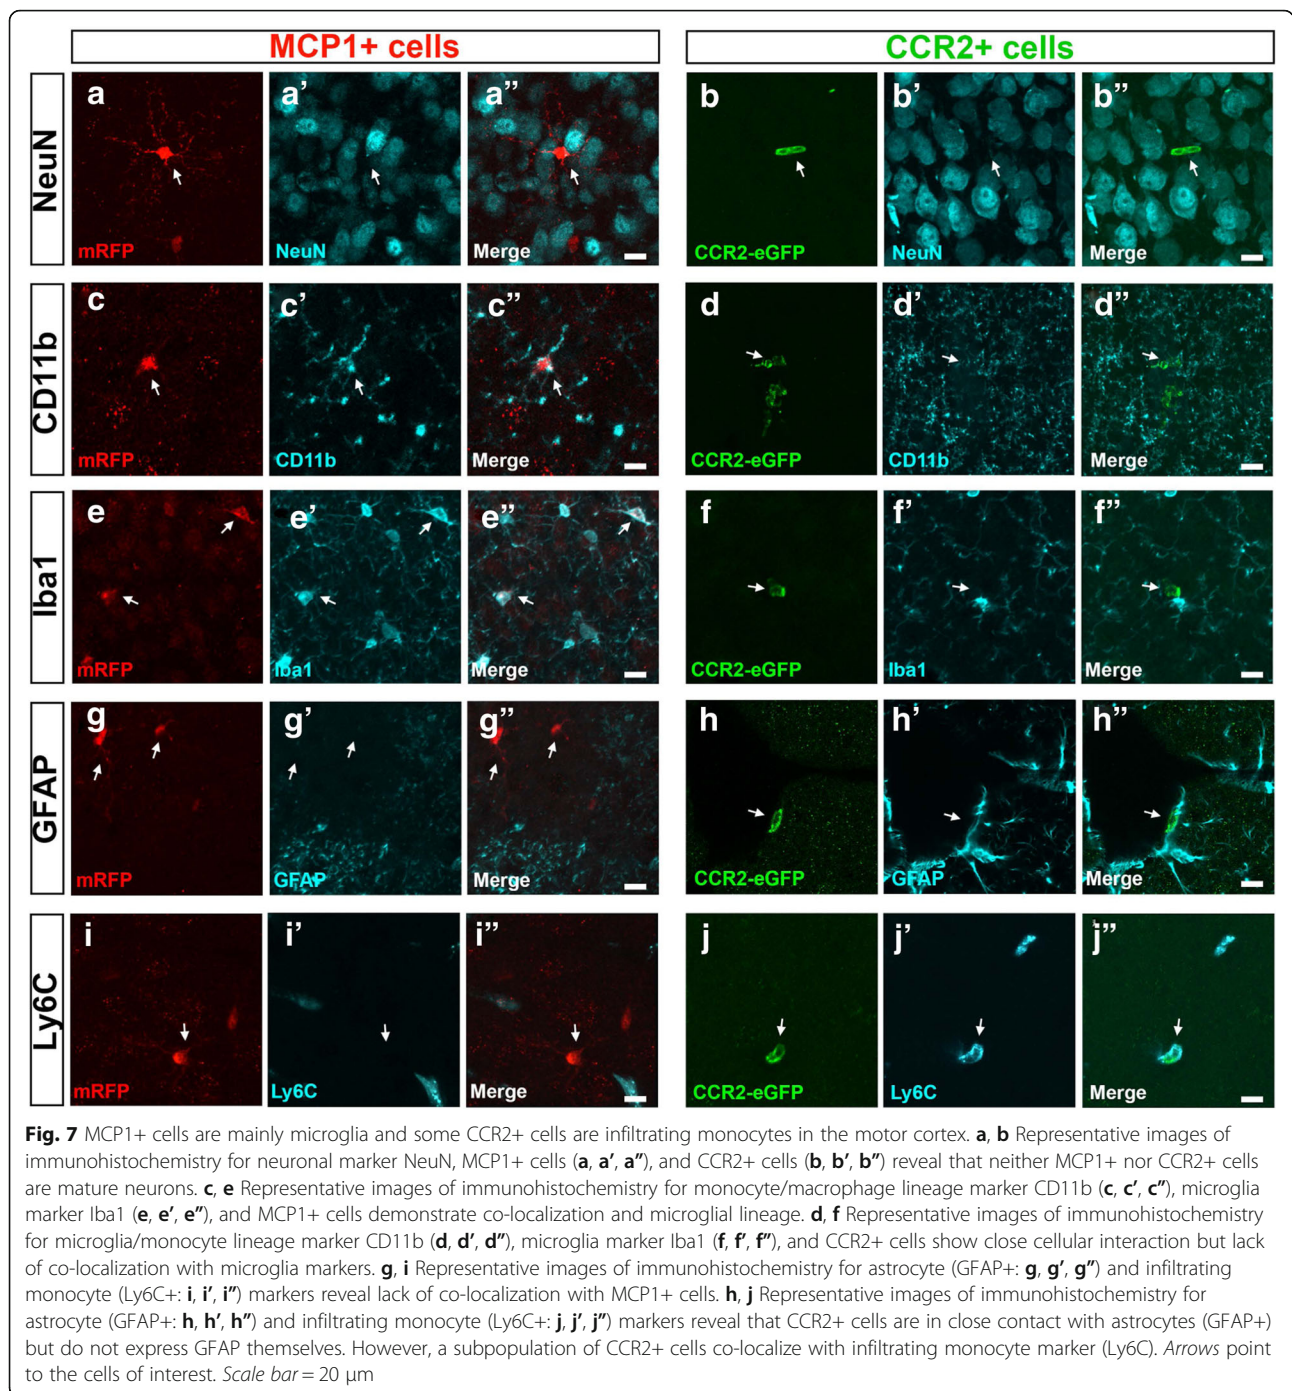 MCP1+ cells
CCR2+ cells
NeuN
a a’ a’’ b b’ b’’
mRFP NeuN Merge CCR2-eGFP NeuN Merge
CD11b
c c’ c’’ d d’ d’’
mRFP CD11b Merge CCR2-eGFP CD11b Merge
Iba1
e e’ e’’ f f’ f’’
mRFP Iba1 Merge CCR2-eGFP Iba1 Merge
GFAP
g g’ g’’ h h’ h’’
mRFP GFAP Merge CCR2-eGFP GFAP Merge
Ly6C
i i’ i’’ j j’ j’’
mRFP Ly6C Merge CCR2-eGFP Ly6C Merge
Fig. 7 MCP1+ cells are mainly microglia and some CCR2+ cells are infiltrating monocytes in the motor cortex. a, b Representative images of
immunohistochemistry for neuronal marker NeuN, MCP1+ cells (a, a’, a’’), and CCR2+ cells (b, b’, b’’) reveal that neither MCP1+ nor CCR2+ cells
are mature neurons. c, e Representative images of immunohistochemistry for monocyte/macrophage lineage marker CD11b (c, c’, c’’), microglia
marker Iba1 (e, e’, e’’), and MCP1+ cells demonstrate co-localization and microglial lineage. d, f Representative images of immunohistochemistry
for microglia/monocyte lineage marker CD11b (d, d’, d’’), microglia marker Iba1 (f, f’, f’’), and CCR2+ cells show close cellular interaction but lack
of co-localization with microglia markers. g, i Representative images of immunohistochemistry for astrocyte (GFAP+: g, g’, g’’) and infiltrating
monocyte (Ly6C+: i, i’, i’’) markers reveal lack of co-localization with MCP1+ cells. h, j Representative images of immunohistochemistry for
astrocyte (GFAP+: h, h’, h’’) and infiltrating monocyte (Ly6C+: j, j’, j’’) markers reveal that CCR2+ cells are in close contact with astrocytes (GFAP+)
but do not express GFAP themselves. However, a subpopulation of CCR2+ cells co-localize with infiltrating monocyte marker (Ly6C). Arrows point
to the cells of interest. Scale bar = 20 μm